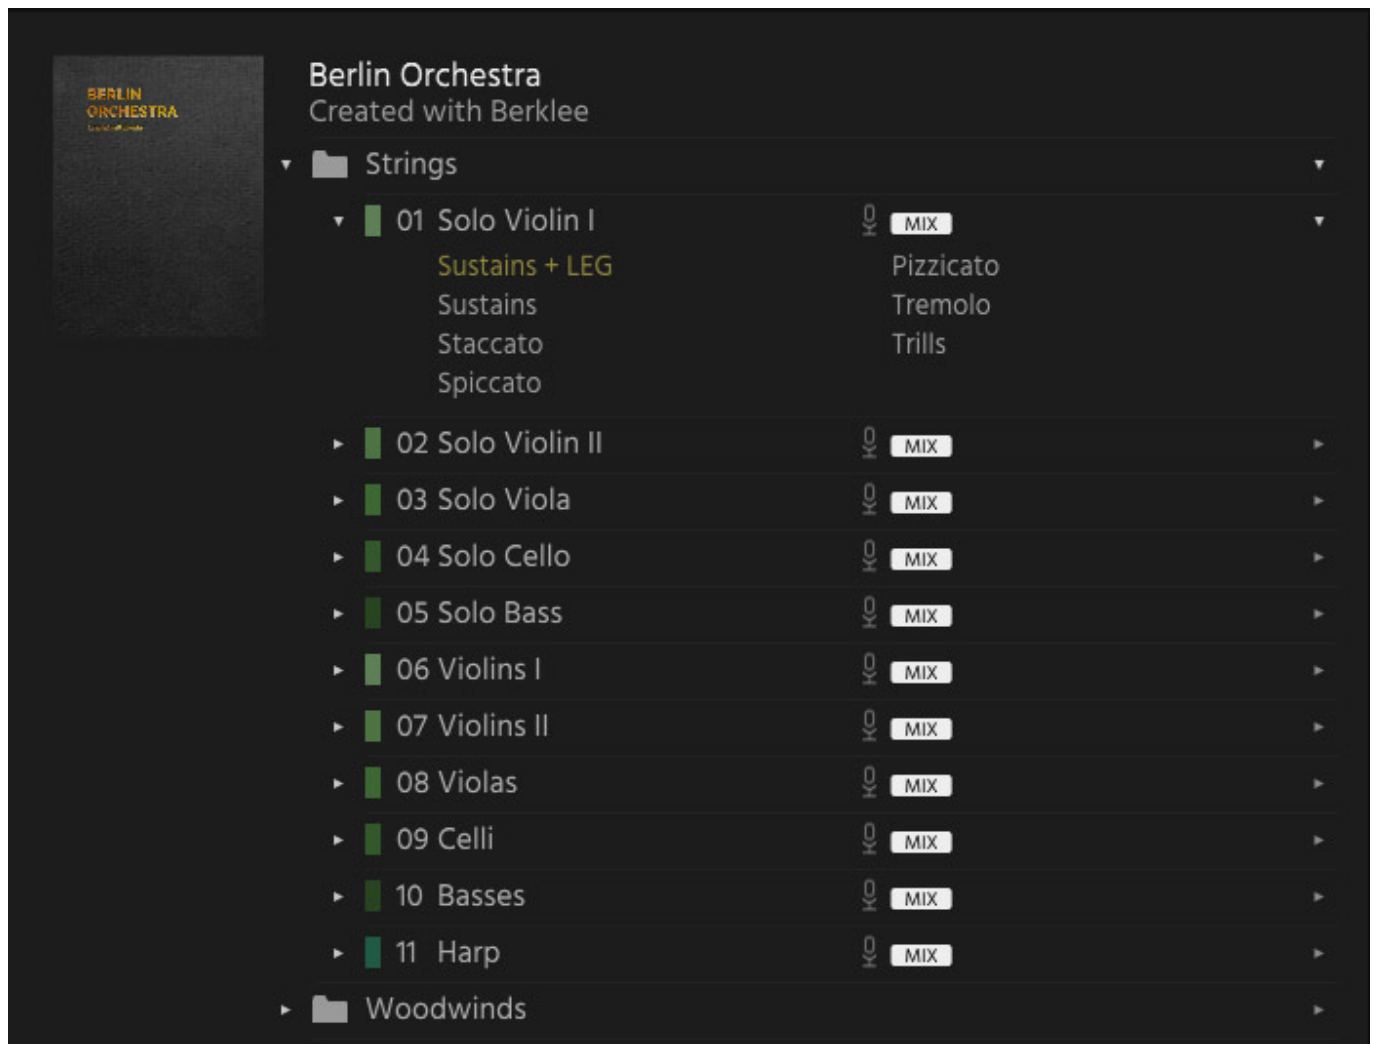 BERLIN
ORCHESTRA
Berlin Orchestra
Created with Berklee
Strings
01 Solo Violin I MIX
Sustains + LEG Pizzicato
Sustains Tremolo
Staccato Trills
Spiccato
02 Solo Violin II MIX
03 Solo Viola MIX
04 Solo Cello MIX
05 Solo Bass MIX
06 Violins I MIX
07 Violins II MIX
08 Violas MIX
09 Celli MIX
10 Basses MIX
11 Harp MIX
Woodwinds